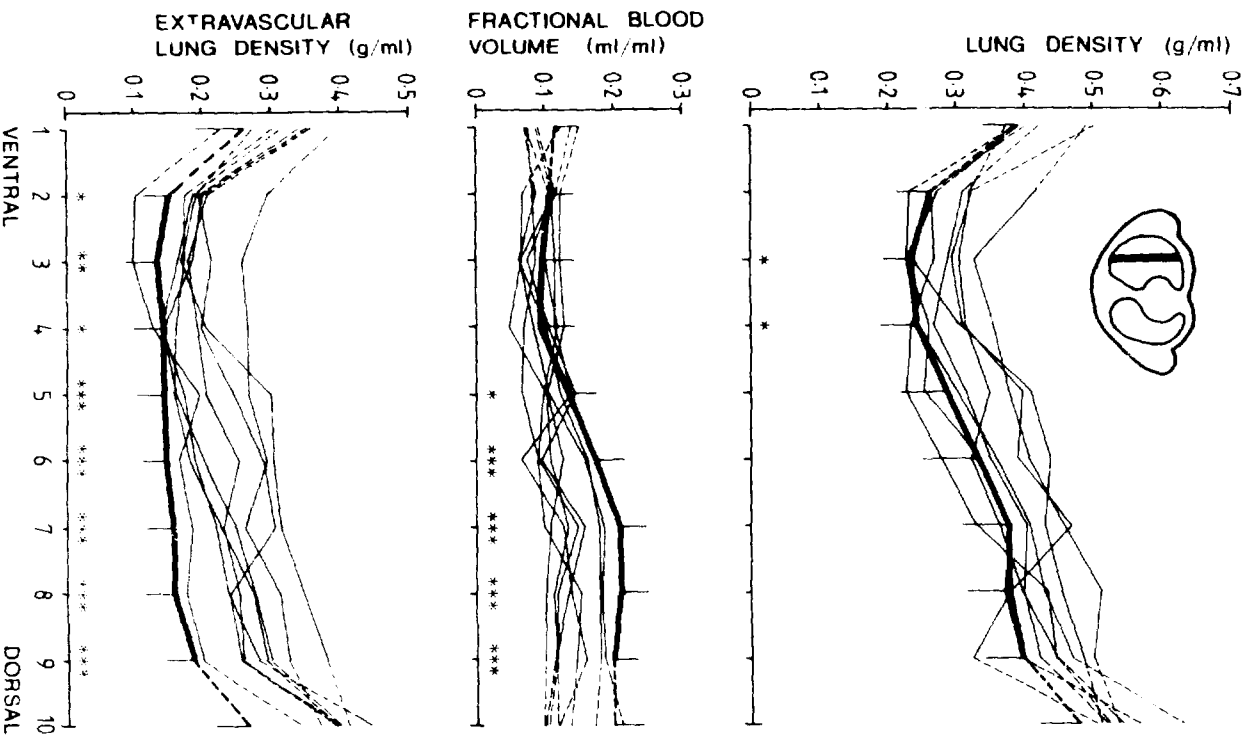 EXTRAVASCULAR
LUNG DENSITY (g/ml)
0 0·1 0·2 0·3 0·4 0·5
FRACTIONAL BLOOD
VOLUME (ml/ml)
0 0·1 0·2 0·3
LUNG DENSITY (g/ml)
0 0·1 0·2 0·3 0·4 0·5 0·6 0·7
* ** * *** *** *** *** ***
* *** *** *** ***
* *
1 2 3 4 5 6 7 8 9 10
VENTRAL DORSAL